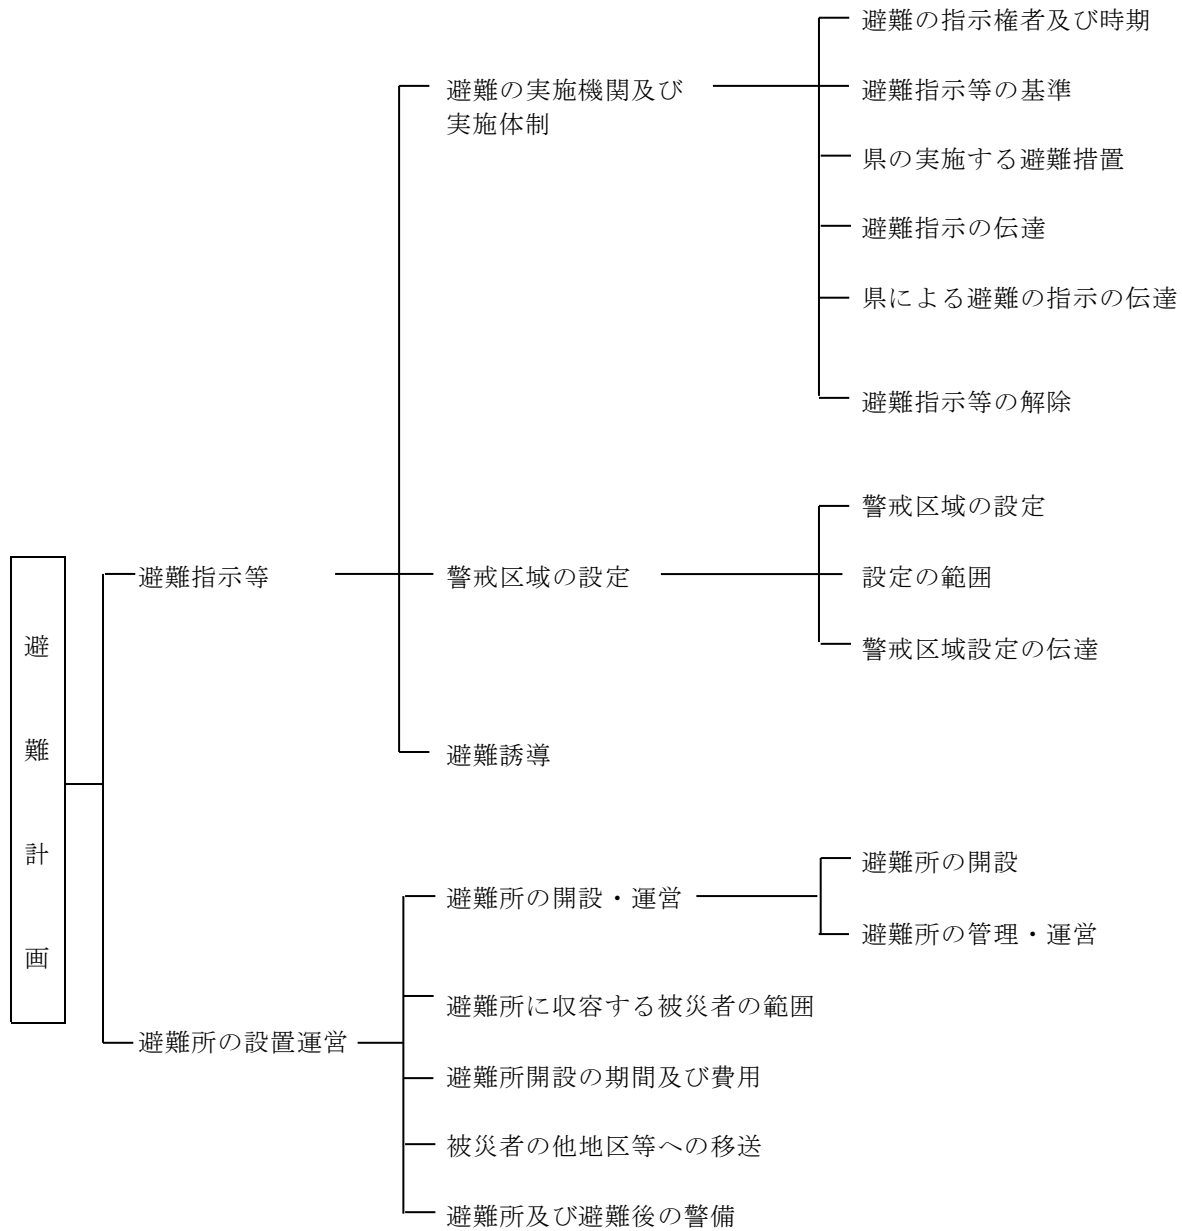 避難計画
避難指示等
避難の実施機関及び
実施体制
避難の指示権者及び時期
避難指示等の基準
県の実施する避難措置
避難指示の伝達
県による避難の指示の伝達
避難指示等の解除
警戒区域の設定
警戒区域の設定
設定の範囲
警戒区域設定の伝達
避難誘導
避難所の設置運営
避難所の開設・運営
避難所の開設
避難所の管理・運営
避難所に収容する被災者の範囲
避難所開設の期間及び費用
被災者の他地区等への移送
避難所及び避難後の警備